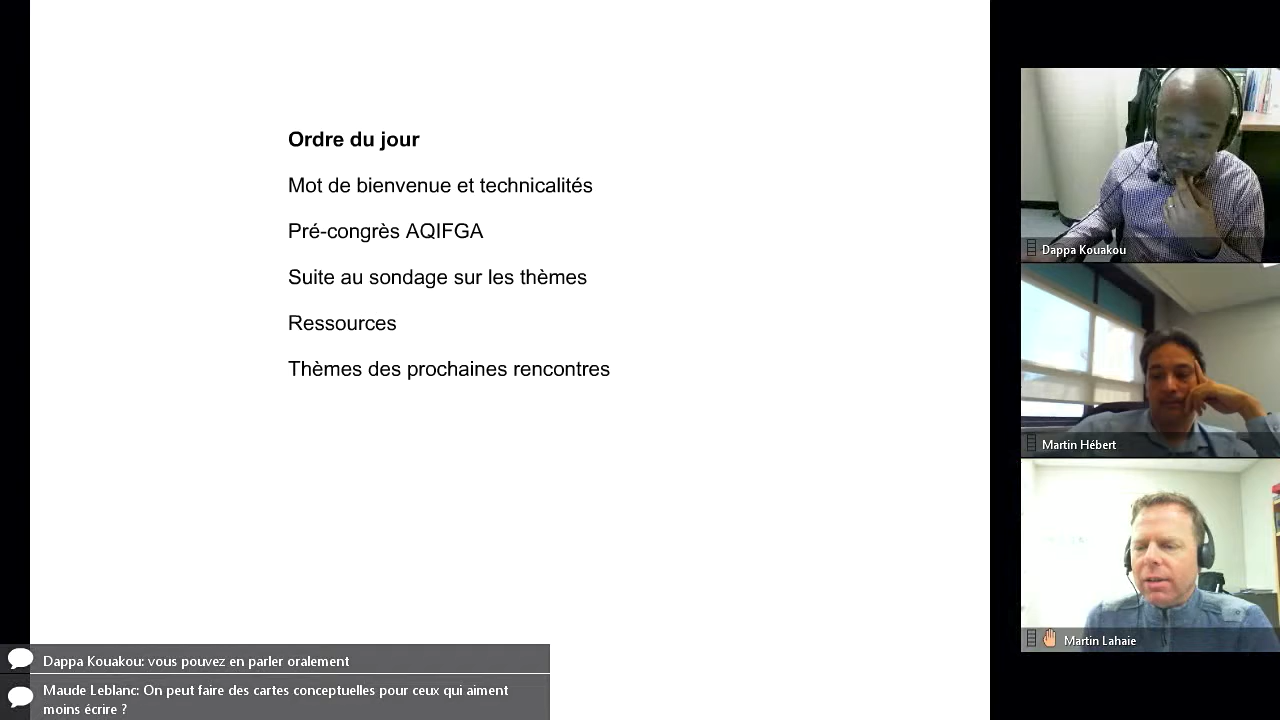 Ordre du jour
Mot de bienvenue et technicalités
Pré-congrès AQIFGA
Suite au sondage sur les thèmes
Ressources
Thèmes des prochaines rencontres
Dappa Kouakou
Martin Hébert
Martin Lahaie
Dappa Kouakou: vous pouvez en parler oralement
Maude Leblanc: On peut faire des cartes conceptuelles pour ceux qui aiment
moins écrire ?